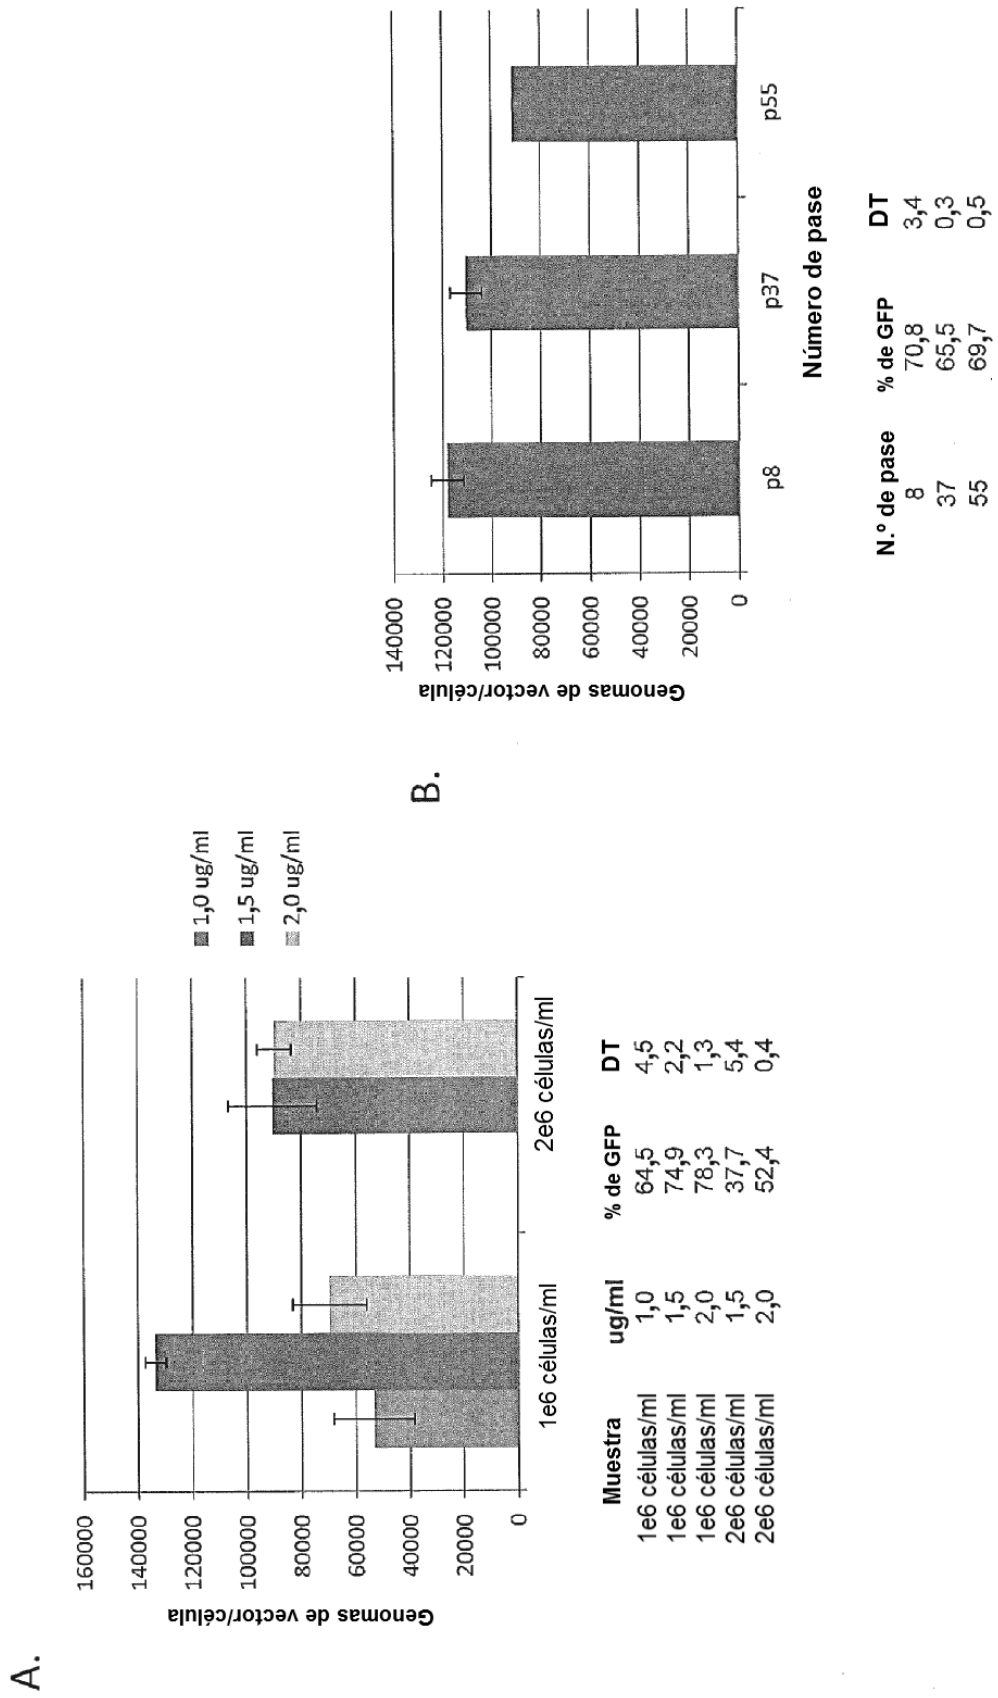 A.
Genomas de vector/célula
160000
140000
120000
100000
80000
60000
40000
20000
0
1e6 células/ml
2e6 células/ml
1,0 ug/ml
1,5 ug/ml
2,0 ug/ml
Muestra ug/ml % de GFP DT
1e6 células/ml 1,0 64,5 4,5
1e6 células/ml 1,5 74,9 2,2
1e6 células/ml 2,0 78,3 1,3
2e6 células/ml 1,5 37,7 5,4
2e6 células/ml 2,0 52,4 0,4
B.
Genomas de vector/célula
140000
120000
100000
80000
60000
40000
20000
0
p8
p37
p55
Número de pase
N.º de pase % de GFP DT
8 70,8 3,4
37 65,5 0,3
55 69,7 0,5